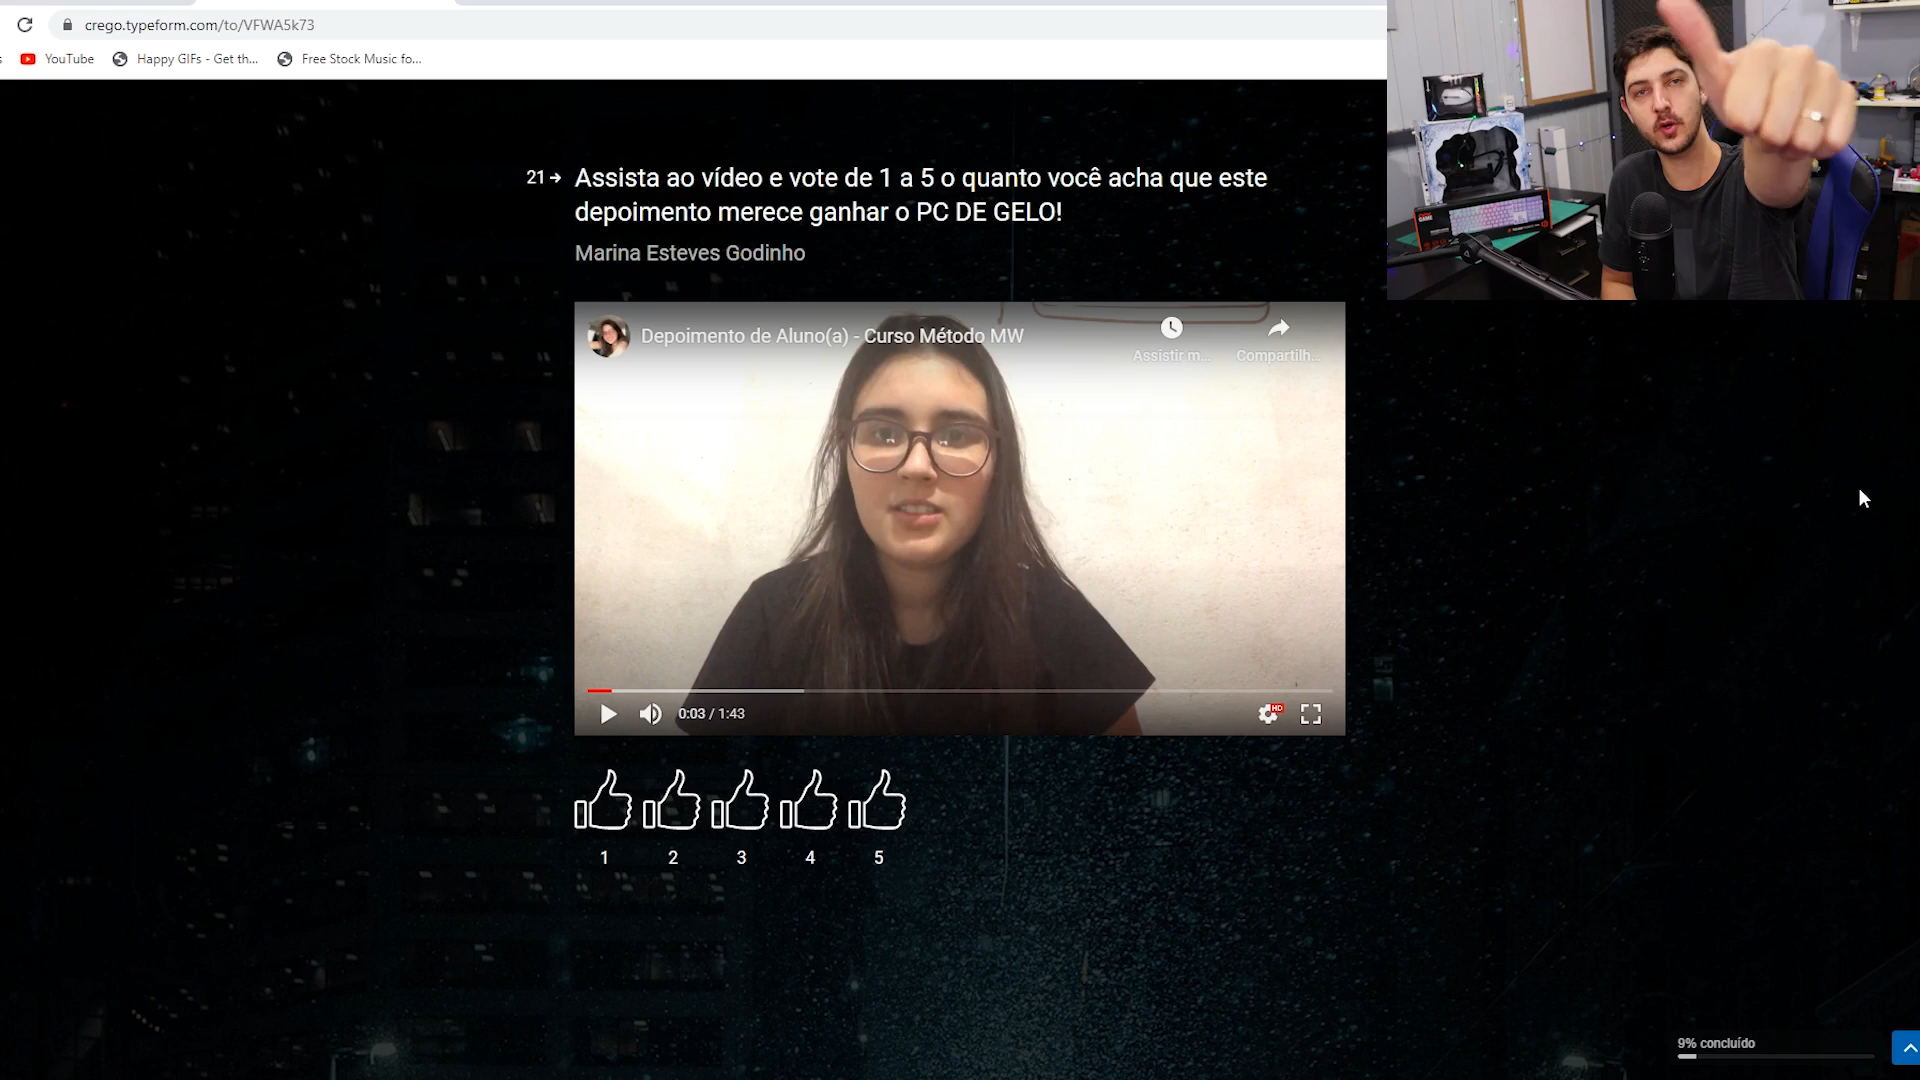 crego.typeform.com/to/VFWA5k73
YouTube
Happy GIFs - Get th...
Free Stock Music fo...
21
Assista ao vídeo e vote de 1 a 5 o quanto você acha que este
depoimento merece ganhar o PC DE GELO!
Marina Esteves Godinho
Depoimento de Aluno(a) - Curso Método MW
Assistir m...
Compartilh...
0:03 / 1:43
HD
1 2 3 4 5
9% concluído